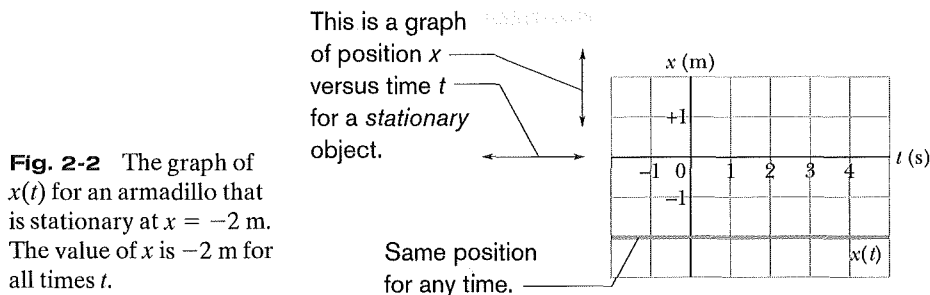 This is a graph
of position x
versus time t
for a stationary
object.
Fig. 2-2 The graph of
x(t) for an armadillo that
is stationary at x = −2 m.
The value of x is −2 m for
all times t.
Same position
for any time.
x (m)
+1
t (s)
−1 0 1 2 3 4
−1
x(t)